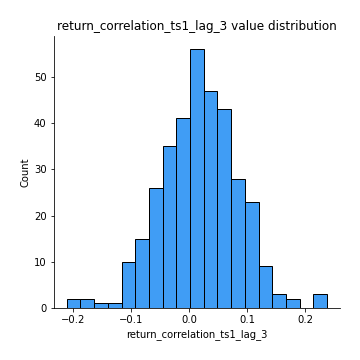 return_correlation_ts1_lag_3 value distribution
50
40
30
20
10
0
Count
−0.2 −0.1 0.0 0.1 0.2
return_correlation_ts1_lag_3